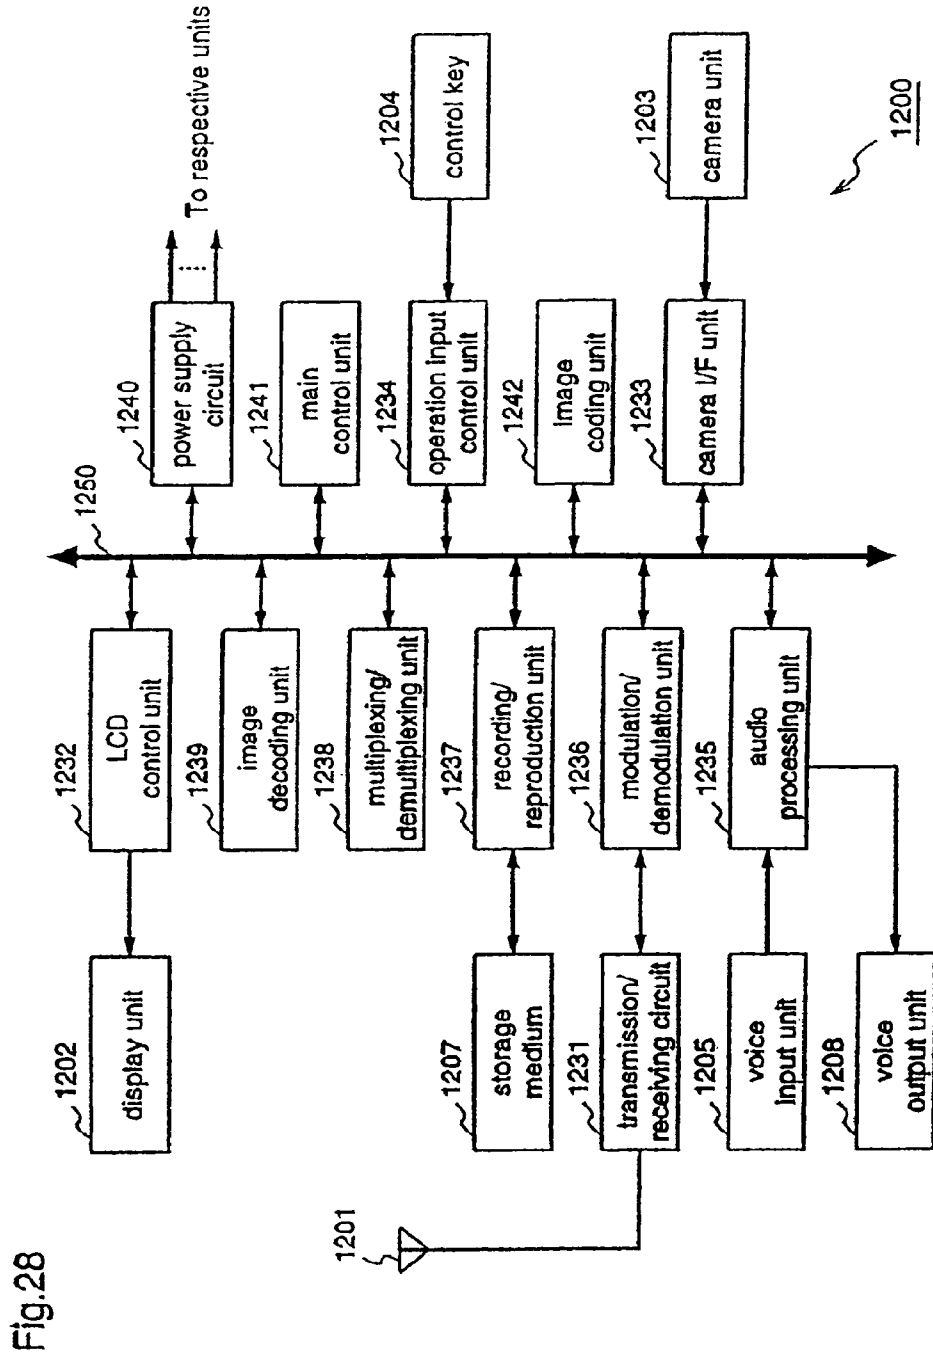 Fig.28
1201
1202
display unit
1207
storage
medium
1231
transmission/
receiving circuit
1205
voice
input unit
1208
voice
output unit
1232
LCD
control unit
1239
image
decoding unit
1238
multiplexing/
demultiplexing unit
1237
recording/
reproduction unit
1236
modulation/
demodulation unit
1235
audio
processing unit
1250
1240
power supply
circuit
To respective units
1241
main
control unit
1234
operation input
control unit
1242
image
coding unit
1233
camera I/F unit
1204
control key
1203
camera unit
1200